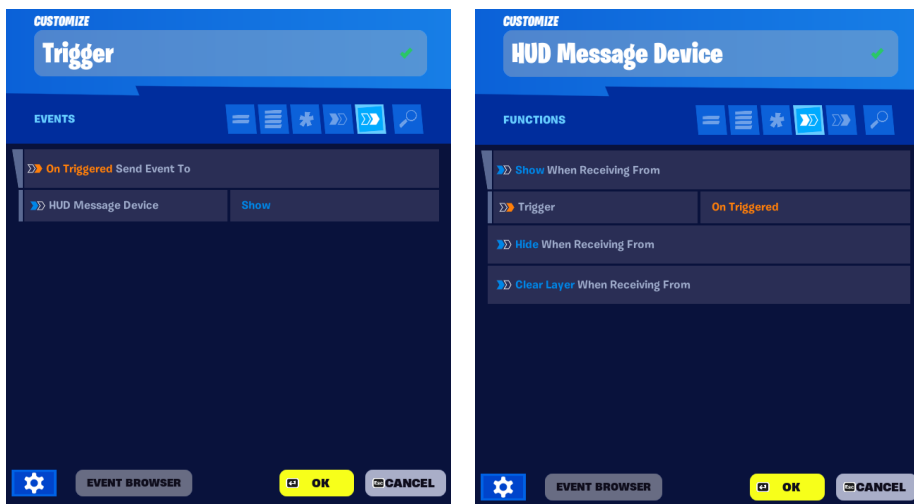 CUSTOMIZE
Trigger
EVENTS
On Triggered Send Event To
HUD Message Device Show
EVENT BROWSER
OK
Esc CANCEL
CUSTOMIZE
HUD Message Device
FUNCTIONS
Show When Receiving From
Trigger On Triggered
Hide When Receiving From
Clear Layer When Receiving From
EVENT BROWSER
OK
Esc CANCEL